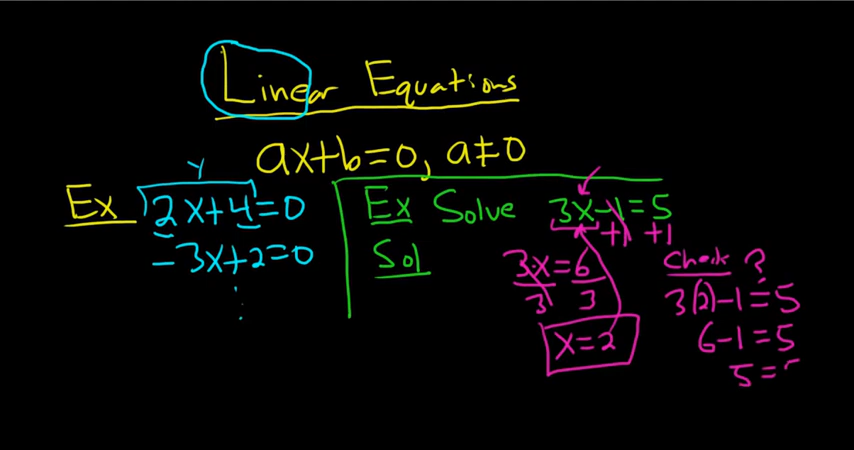 Linear Equations
ax+b=0, a≠0
Y
Ex 2x+4=0
-3x+2=0
⋮
Ex Solve 3x-1=5
+1 +1
Sol
3x=6
3 3
x=2
Check ?
3(2)-1=5
6-1=5
5=